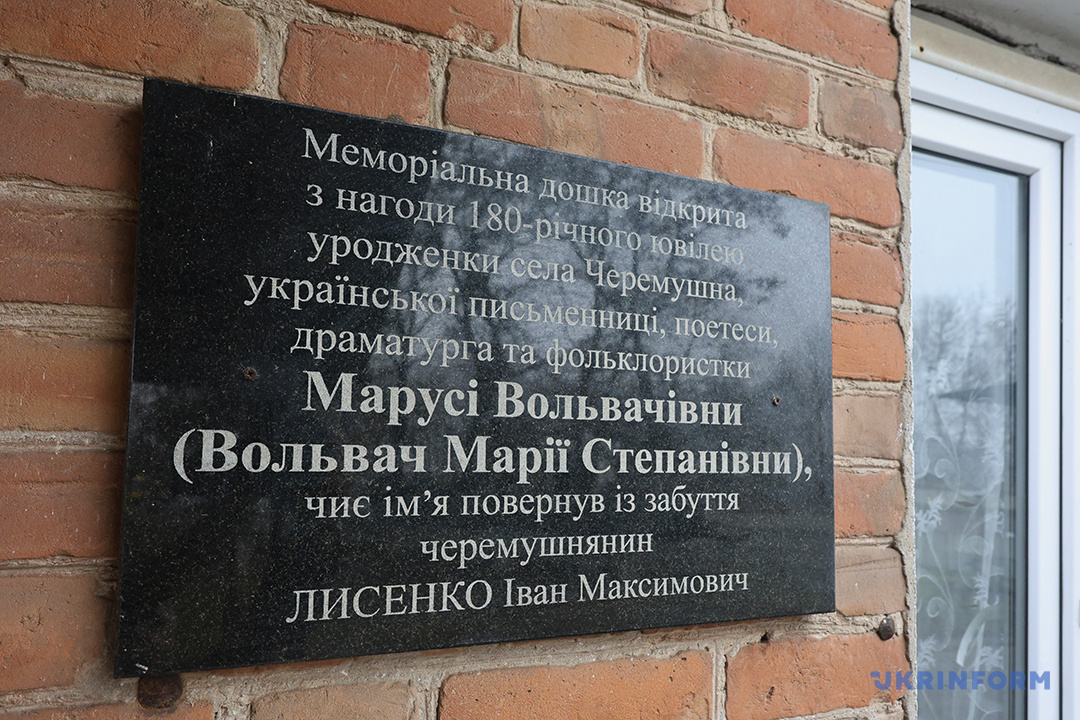 Меморіальна дошка відкрита
з нагоди 180-річного ювілею
уродженки села Черемушна,
української письменниці, поетеси,
драматурга та фольклористки
Марусі Вольвачівни
(Вольвач Марії Степанівни),
чиє ім’я повернув із забуття
черемушнянин
ЛИСЕНКО Іван Максимович
UKRINFORM